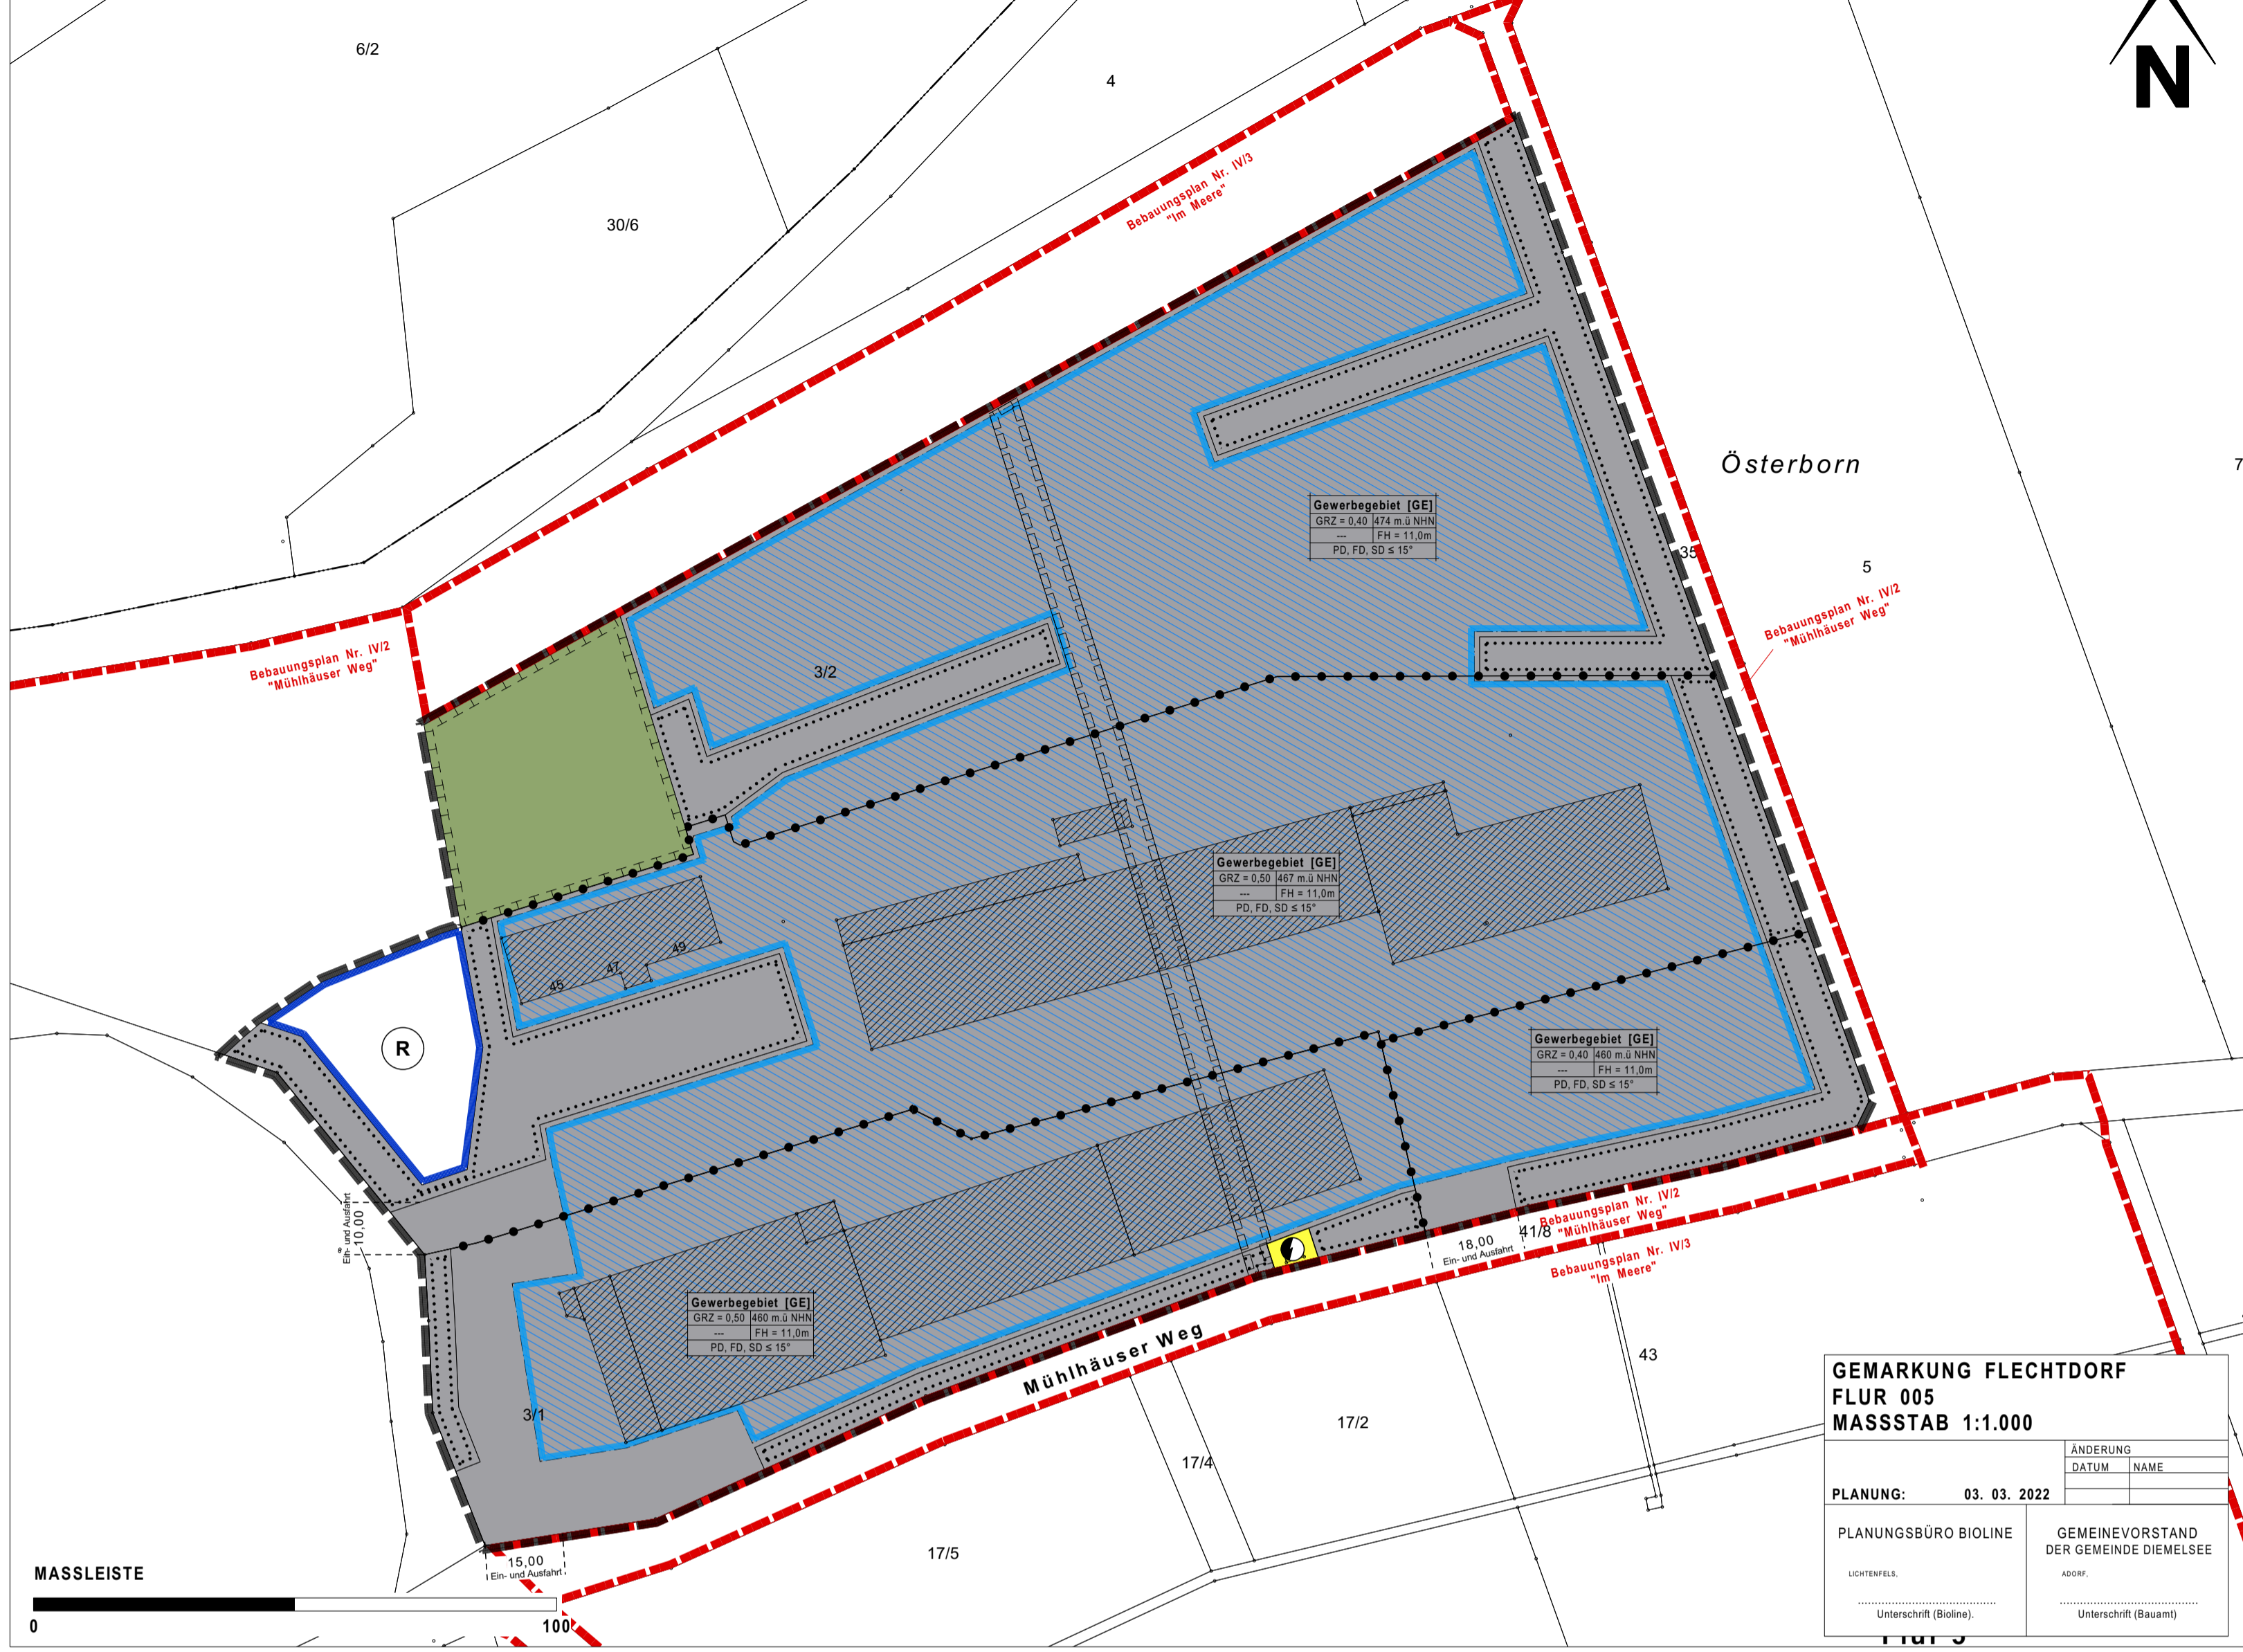 6/2
4
N
30/6
Bebauungsplan Nr. IV/3
"Im Meere"
Österborn
7
Gewerbegebiet [GE]
GRZ = 0,40 474 m.ü NHN
--- FH = 11,0m
PD, FD, SD ≤ 15°
35
5
Bebauungsplan Nr. IV/2
"Mühlhäuser Weg"
Bebauungsplan Nr. IV/2
"Mühlhäuser Weg"
3/2
Gewerbegebiet [GE]
GRZ = 0,50 467 m.ü NHN
--- FH = 11,0m
PD, FD, SD ≤ 15°
45
47
49
R
Gewerbegebiet [GE]
GRZ = 0,40 460 m.ü NHN
--- FH = 11,0m
PD, FD, SD ≤ 15°
Ein- und Ausfahrt
10,00
18,00
Ein- und Ausfahrt
41/8
Bebauungsplan Nr. IV/2
"Mühlhäuser Weg"
Bebauungsplan Nr. IV/3
"Im Meere"
Gewerbegebiet [GE]
GRZ = 0,50 460 m.ü NHN
--- FH = 11,0m
PD, FD, SD ≤ 15°
Mühlhäuser Weg
43
3/1
17/2
17/4
17/5
15,00
Ein- und Ausfahrt
MASSLEISTE
0 100
GEMARKUNG FLECHTDORF
FLUR 005
MASSSTAB 1:1.000
ÄNDERUNG
DATUM NAME
PLANUNG: 03. 03. 2022
PLANUNGSBÜRO BIOLINE
GEMEINEVORSTAND
DER GEMEINDE DIEMELSEE
LICHTENFELS,
ADORF,
Unterschrift (Bioline).
Unterschrift (Bauamt)